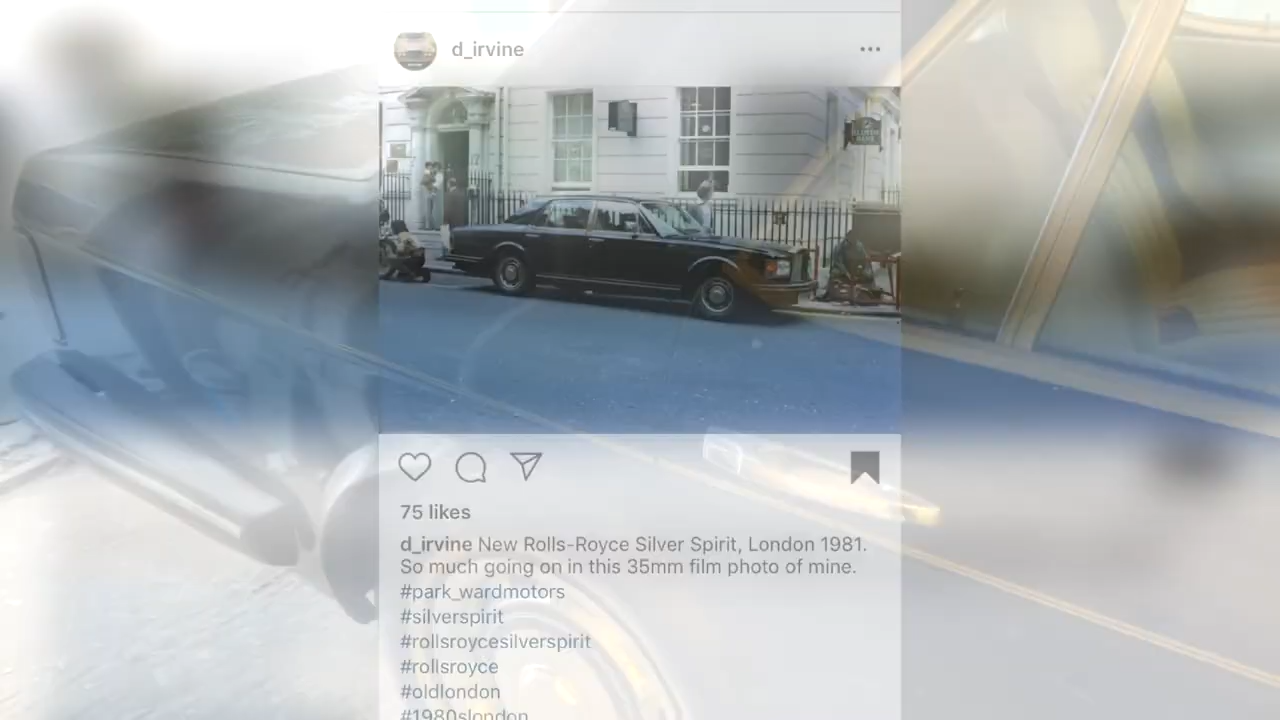 d_irvine
75 likes
d_irvine New Rolls-Royce Silver Spirit, London 1981.
So much going on in this 35mm film photo of mine.
#park_wardmotors
#silverspirit
#rollsroycesilverspirit
#rollsroyce
#oldlondon
#1980slondon